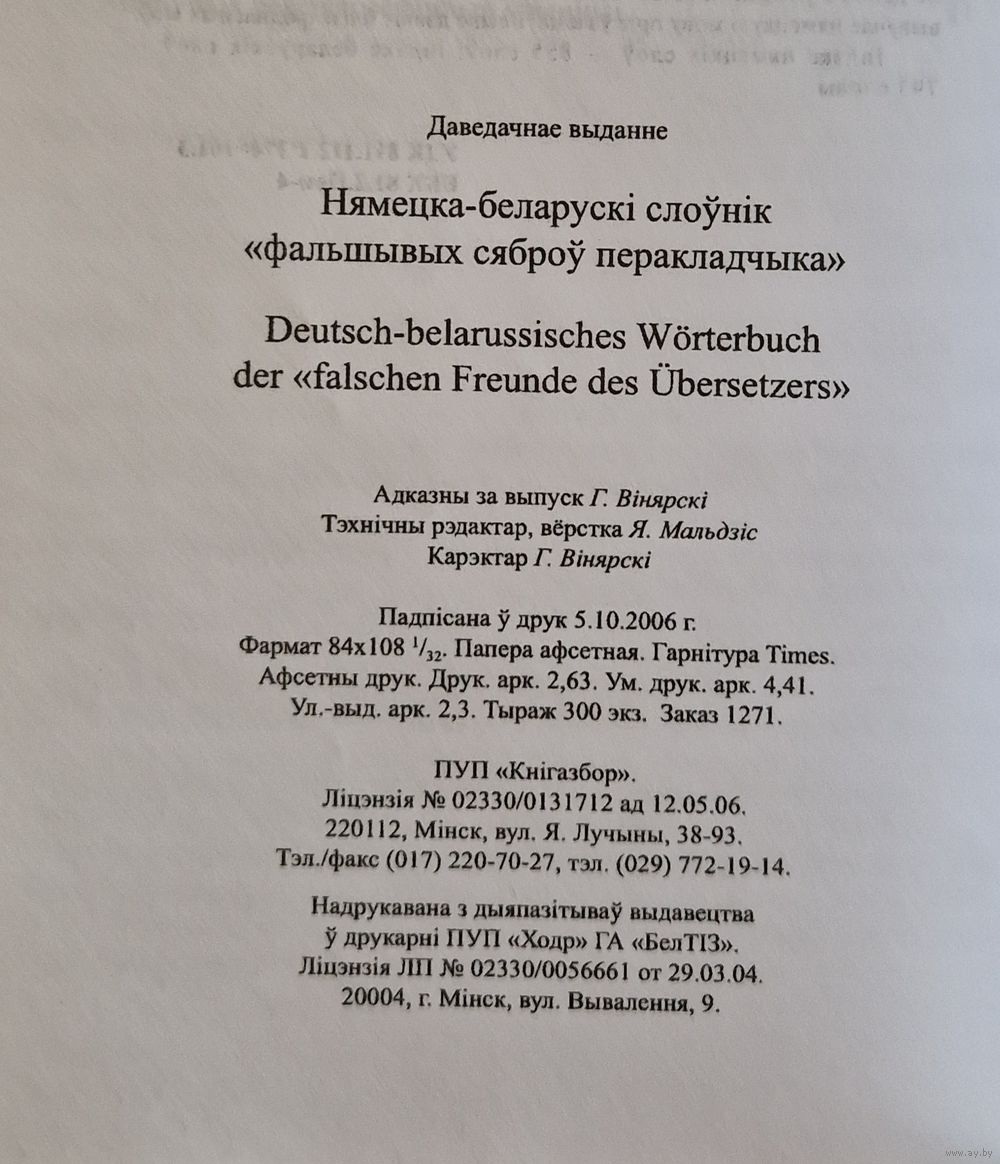 Даведачнае выданне
Нямецка-беларускі слоўнік
«фальшывых сяброў перакладчыка»
Deutsch-belarussisches Wörterbuch
der «falschen Freunde des Übersetzers»
Адказны за выпуск Г. Вінярскі
Тэхнічны рэдактар, вёрстка Я. Мальдзіс
Карэктар Г. Вінярскі
Падпісана ў друк 5.10.2006 г.
Фармат 84x108 1/32. Папера афсетная. Гарнітура Times.
Афсетны друк. Друк. арк. 2,63. Ум. друк. арк. 4,41.
Ул.-выд. арк. 2,3. Тыраж 300 экз. Заказ 1271.
ПУП «Кнігазбор».
Ліцэнзія № 02330/0131712 ад 12.05.06.
220112, Мінск, вул. Я. Лучыны, 38-93.
Тэл./факс (017) 220-70-27, тэл. (029) 772-19-14.
Надрукавана з дыяпазітываў выдавецтва
ў друкарні ПУП «Ходр» ГА «БелТІЗ».
Ліцэнзія ЛП № 02330/0056661 от 29.03.04.
20004, г. Мінск, вул. Вывалення, 9.
www.ay.by